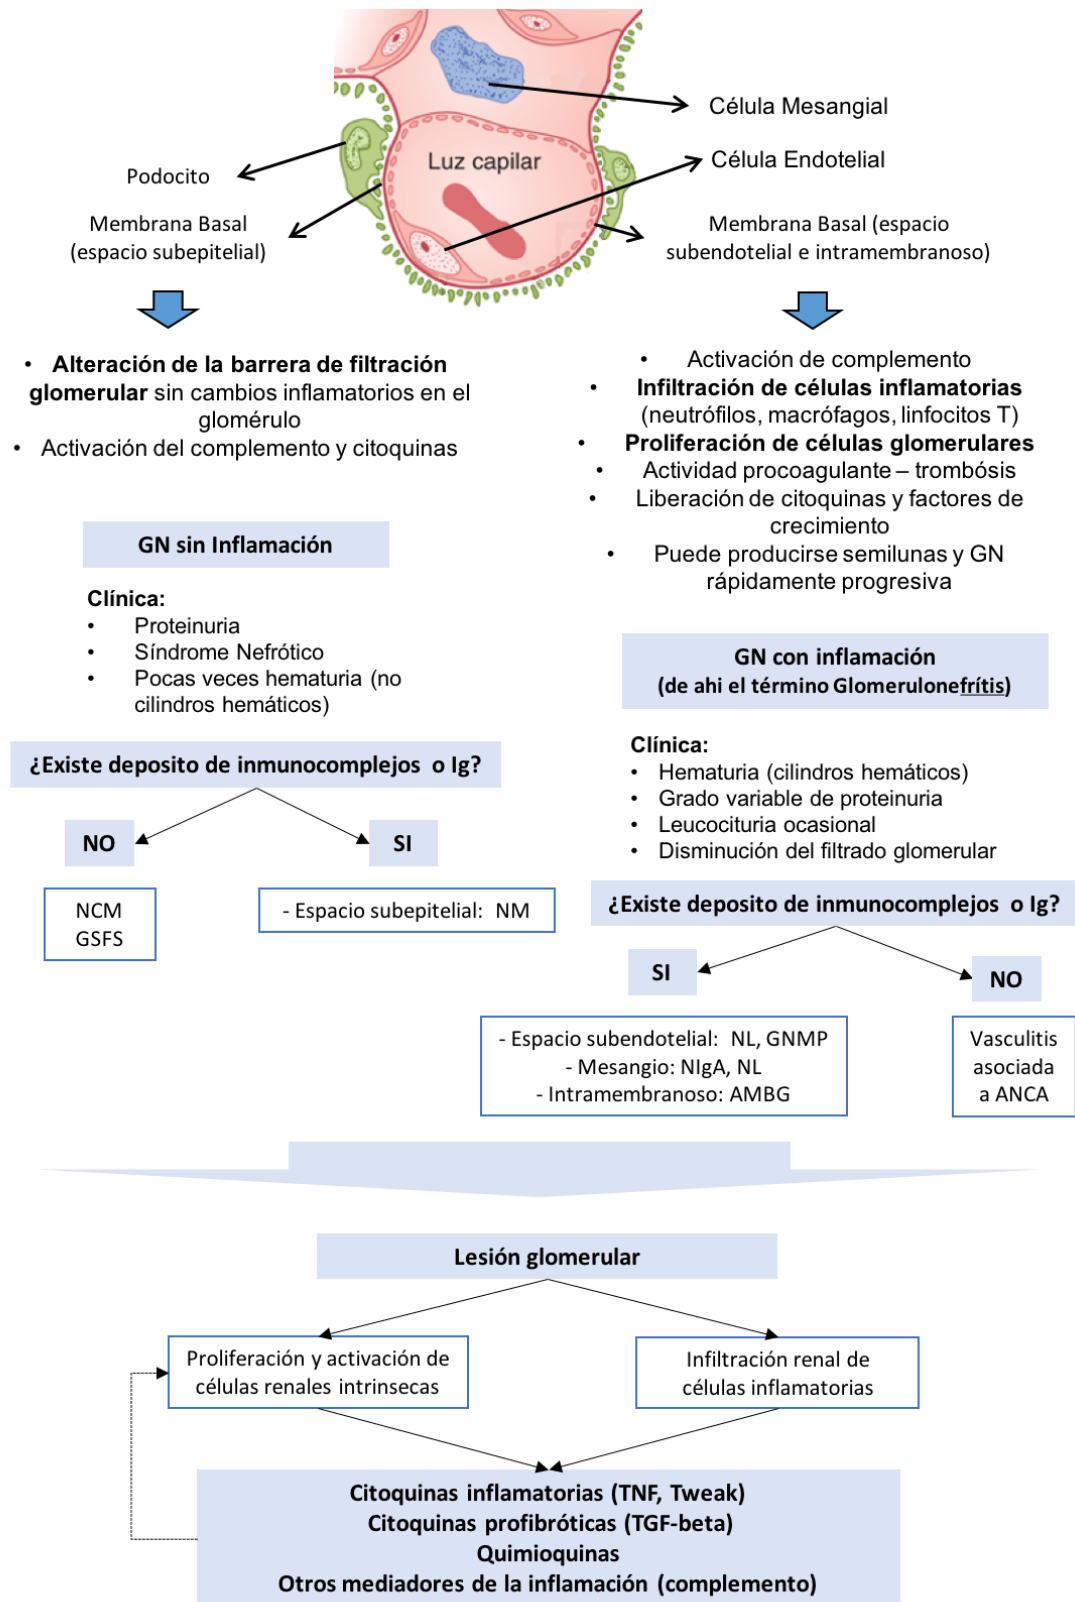 Célula Mesangial
Célula Endotelial
Luz capilar
Podocito
Membrana Basal
(espacio subepitelial)
Membrana Basal (espacio
subendotelial e intramembranoso)
• Alteración de la barrera de filtración
glomerular sin cambios inflamatorios en el
glomérulo
• Activación del complemento y citoquinas
GN sin Inflamación
Clínica:
• Proteinuria
• Síndrome Nefrótico
• Pocas veces hematuria (no
cilindros hemáticos)
¿Existe deposito de inmunocomplejos o Ig?
NO
SI
NCM
GSFS
- Espacio subepitelial: NM
• Activación de complemento
• Infiltración de células inflamatorias
(neutrófilos, macrófagos, linfocitos T)
• Proliferación de células glomerulares
• Actividad procoagulante – trombósis
• Liberación de citoquinas y factores de
crecimiento
• Puede producirse semilunas y GN
rápidamente progresiva
GN con inflamación
(de ahi el término Glomerulonefrítis)
Clínica:
• Hematuria (cilindros hemáticos)
• Grado variable de proteinuria
• Leucocituria ocasional
• Disminución del filtrado glomerular
¿Existe deposito de inmunocomplejos o Ig?
SI
NO
- Espacio subendotelial: NL, GNMP
- Mesangio: NIgA, NL
- Intramembranoso: AMBG
Vasculitis
asociada
a ANCA
Lesión glomerular
Proliferación y activación de
células renales intrinsecas
Infiltración renal de
células inflamatorias
Citoquinas inflamatorias (TNF, Tweak)
Citoquinas profibróticas (TGF-beta)
Quimioquinas
Otros mediadores de la inflamación (complemento)